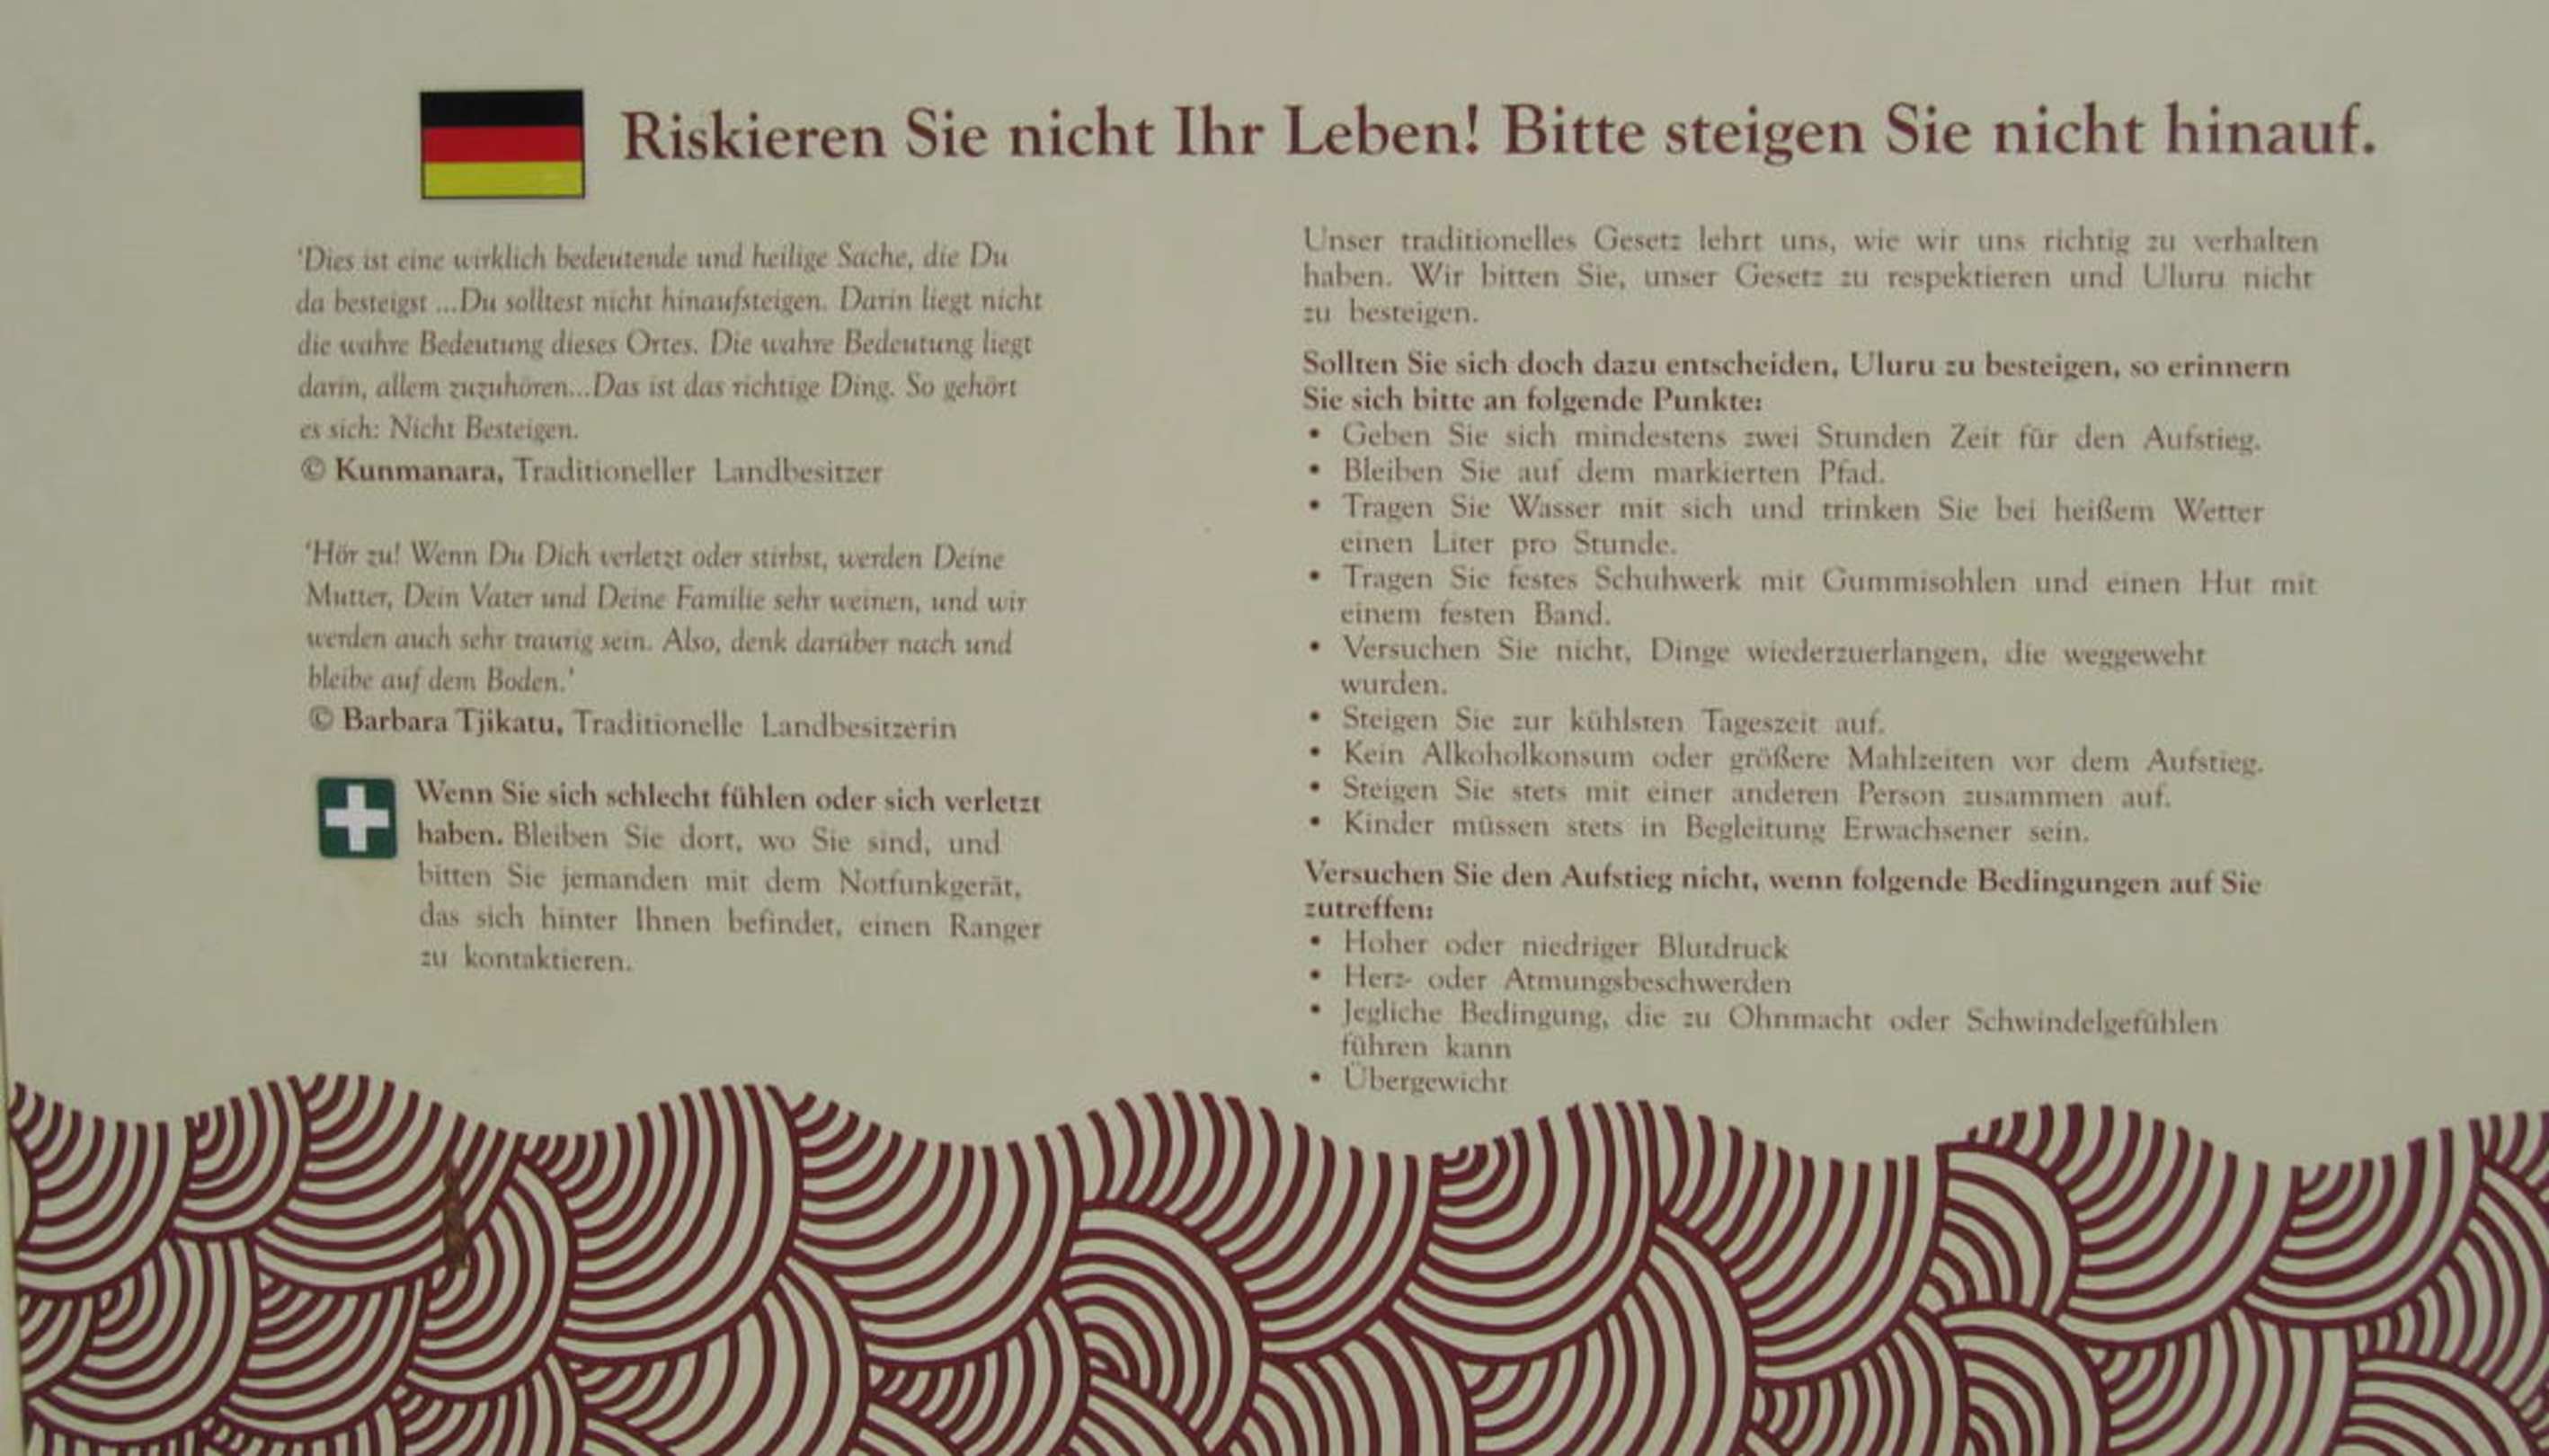 Riskieren Sie nicht Ihr Leben! Bitte steigen Sie nicht hinauf.
'Dies ist eine wirklich bedeutende und heilige Sache, die Du
da besteigst ...Du solltest nicht hinaufsteigen. Darin liegt nicht
die wahre Bedeutung dieses Ortes. Die wahre Bedeutung liegt
darin, allem zuzuhören...Das ist das richtige Ding. So gehört
es sich: Nicht Besteigen.
© Kunmanara, Traditioneller Landbesitzer
'Hör zu! Wenn Du Dich verletzt oder stirbst, werden Deine
Mutter, Dein Vater und Deine Familie sehr weinen, und wir
werden auch sehr traurig sein. Also, denk darüber nach und
bleibe auf dem Boden.'
© Barbara Tjikatu, Traditionelle Landbesitzerin
Wenn Sie sich schlecht fühlen oder sich verletzt
haben. Bleiben Sie dort, wo Sie sind, und
bitten Sie jemanden mit dem Notfunkgerät,
das sich hinter Ihnen befindet, einen Ranger
zu kontaktieren.
Unser traditionelles Gesetz lehrt uns, wie wir uns richtig zu verhalten
haben. Wir bitten Sie, unser Gesetz zu respektieren und Uluru nicht
zu besteigen.
Sollten Sie sich doch dazu entscheiden, Uluru zu besteigen, so erinnern
Sie sich bitte an folgende Punkte:
• Geben Sie sich mindestens zwei Stunden Zeit für den Aufstieg.
• Bleiben Sie auf dem markierten Pfad.
• Tragen Sie Wasser mit sich und trinken Sie bei heißem Wetter
einen Liter pro Stunde.
• Tragen Sie festes Schuhwerk mit Gummisohlen und einen Hut mit
einem festen Band.
• Versuchen Sie nicht, Dinge wiederzuerlangen, die weggeweht
wurden.
• Steigen Sie zur kühlsten Tageszeit auf.
• Kein Alkoholkonsum oder größere Mahlzeiten vor dem Aufstieg.
• Steigen Sie stets mit einer anderen Person zusammen auf.
• Kinder müssen stets in Begleitung Erwachsener sein.
Versuchen Sie den Aufstieg nicht, wenn folgende Bedingungen auf Sie
zutreffen:
• Hoher oder niedriger Blutdruck
• Herz- oder Atmungsbeschwerden
• Jegliche Bedingung, die zu Ohnmacht oder Schwindelgefühlen
führen kann
• Übergewicht